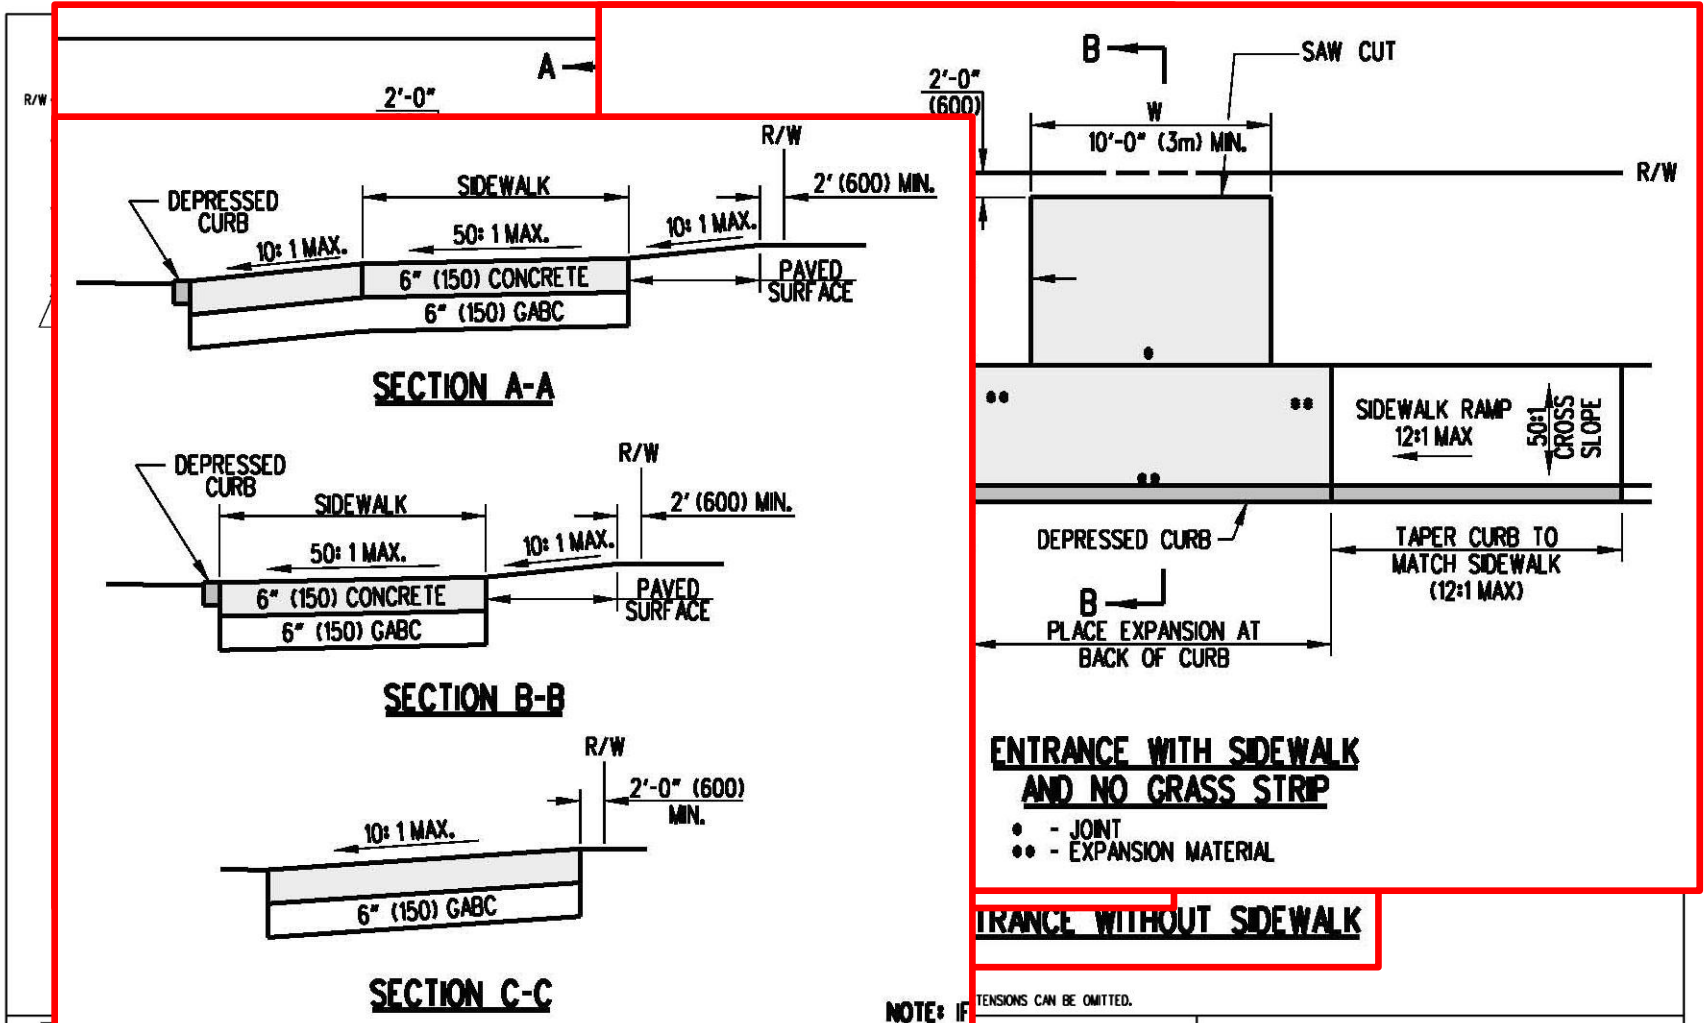 A
R/W
2'-0"
R/W
DEPRESSED
CURB
SIDEWALK
2' (600) MIN.
10: 1 MAX.
50: 1 MAX.
10: 1 MAX.
6" (150) CONCRETE
PAVED
SURFACE
6" (150) GABC
SECTION A-A
R/W
DEPRESSED
CURB
SIDEWALK
2' (600) MIN.
50: 1 MAX.
10: 1 MAX.
6" (150) CONCRETE
PAVED
SURFACE
6" (150) GABC
SECTION B-B
R/W
2'-0" (600)
MIN.
10: 1 MAX.
6" (150) GABC
SECTION C-C
B
SAW CUT
2'-0"
(600)
W
10'-0" (3m) MIN.
R/W
SIDEWALK RAMP
12:1 MAX
50:1
CROSS
SLOPE
DEPRESSED CURB
TAPER CURB TO
MATCH SIDEWALK
(12:1 MAX)
B
PLACE EXPANSION AT
BACK OF CURB
ENTRANCE WITH SIDEWALK
AND NO GRASS STRIP
• - JOINT
•• - EXPANSION MATERIAL
TRANCE WITHOUT SIDEWALK
NOTE: IF
TENSIONS CAN BE OMITTED.